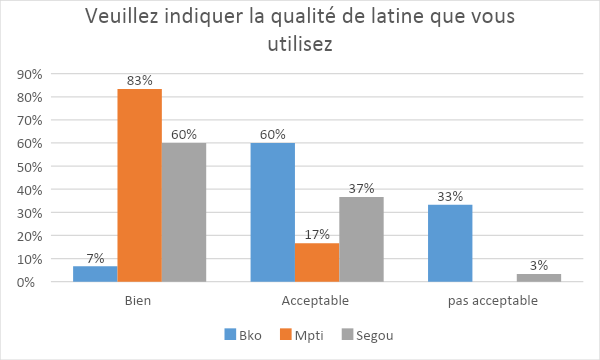 Veuillez indiquer la qualité de latine que vous
utilisez
90%
80%
70%
60%
50%
40%
30%
20%
10%
0%
7%
83%
60%
60%
17%
37%
33%
3%
Bien
Acceptable
pas acceptable
Bko
Mpti
Segou